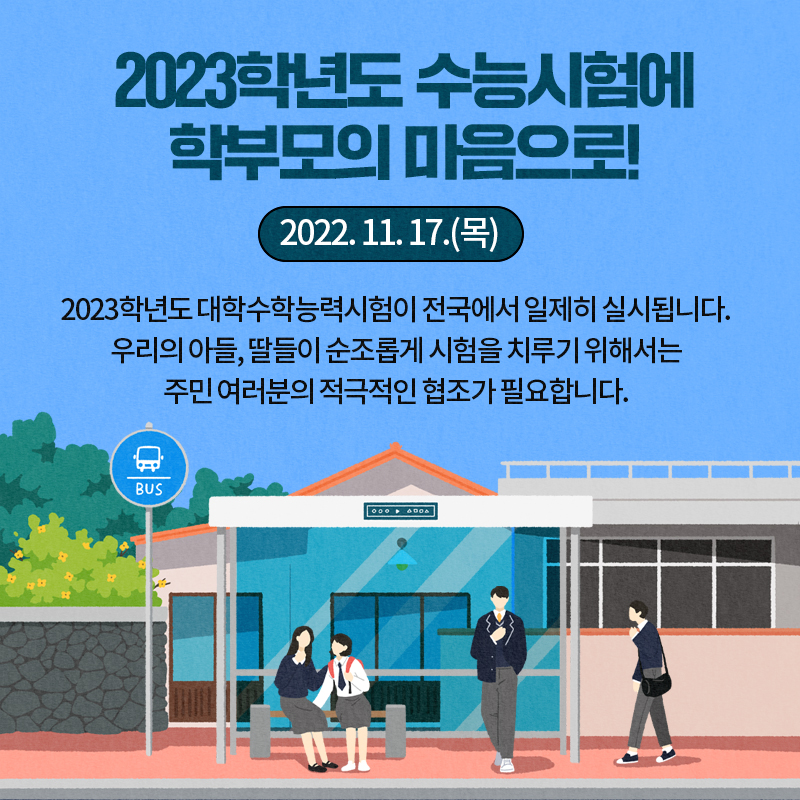 2023학년도 수능시험에
학부모의 마음으로!
2022. 11. 17.(목)
2023학년도 대학수학능력시험이 전국에서 일제히 실시됩니다.
우리의 아들, 딸들이 순조롭게 시험을 치루기 위해서는
주민 여러분의 적극적인 협조가 필요합니다.
BUS